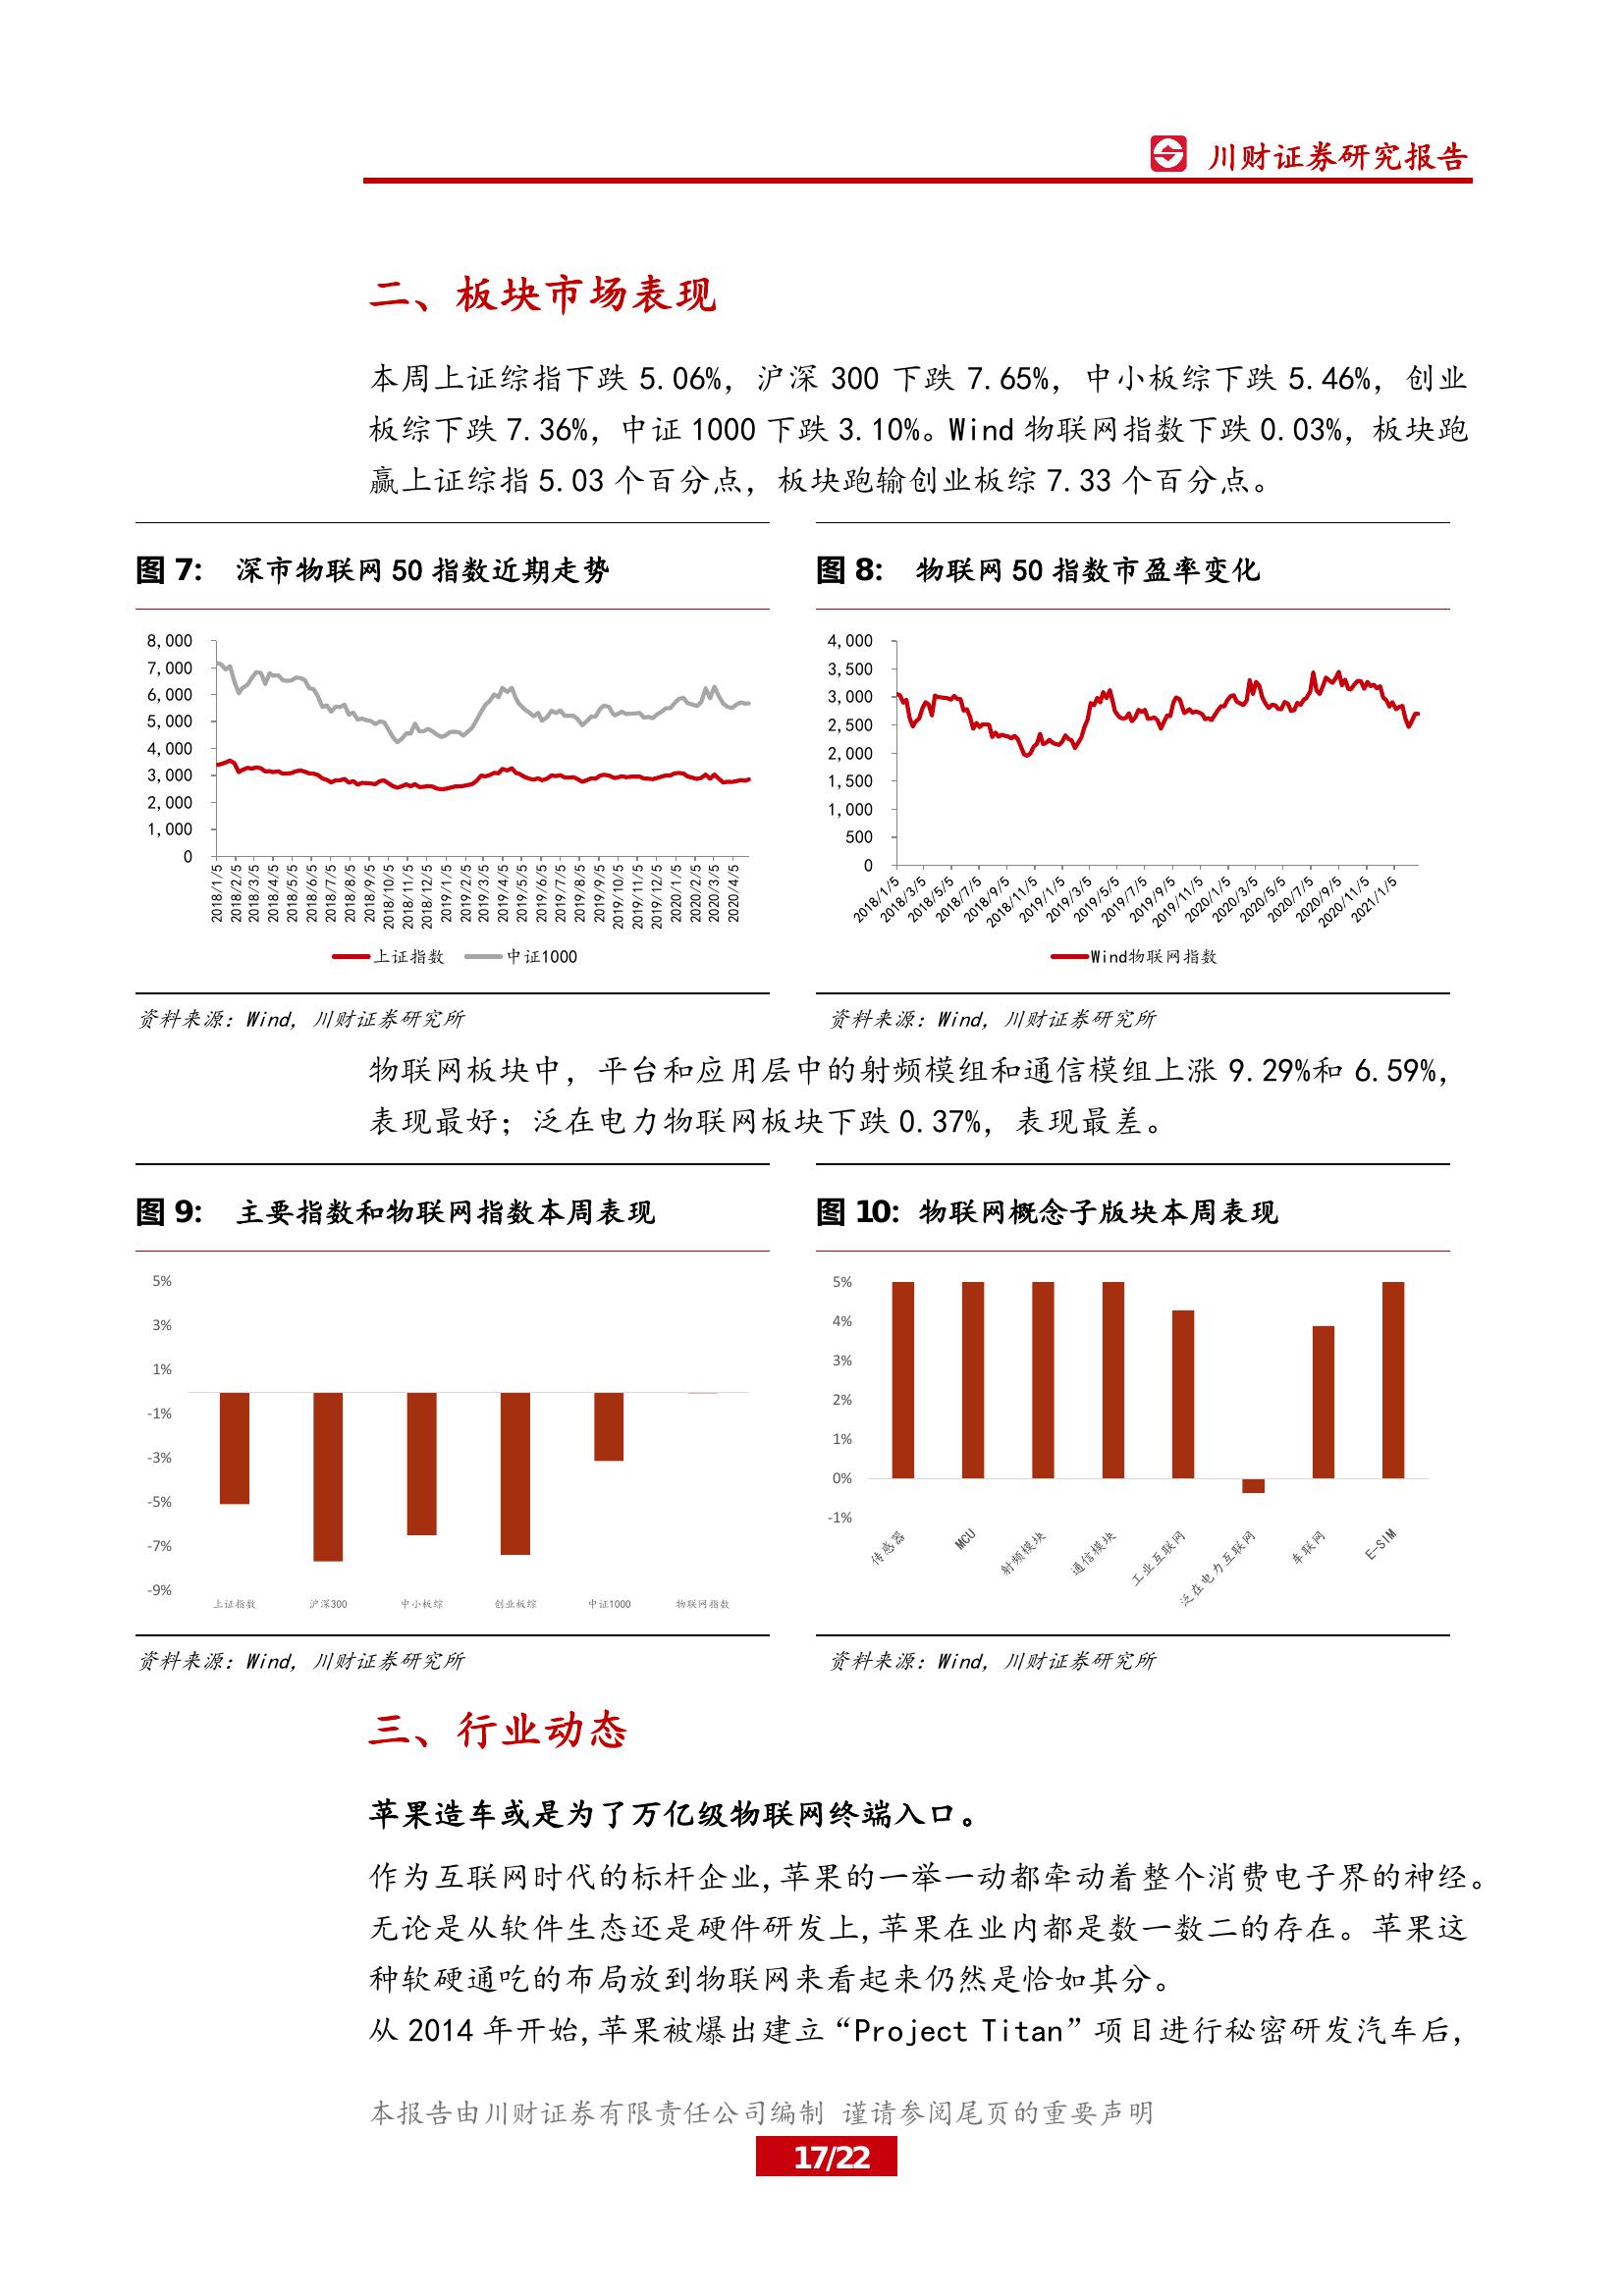 川财证券研究报告
二、板块市场表现
本周上证综指下跌 5.06%，沪深 300 下跌 7.65%，中小板综下跌 5.46%，创业
板综下跌 7.36%，中证 1000 下跌 3.10%。Wind 物联网指数下跌 0.03%，板块跑
赢上证综指 5.03 个百分点，板块跑输创业板综 7.33 个百分点。
图 7: 深市物联网 50 指数近期走势
8,000
7,000
6,000
5,000
4,000
3,000
2,000
1,000
0
2018/1/5
2018/2/5
2018/3/5
2018/4/5
2018/5/5
2018/6/5
2018/7/5
2018/8/5
2018/9/5
2018/10/5
2018/11/5
2018/12/5
2019/1/5
2019/2/5
2019/3/5
2019/4/5
2019/5/5
2019/6/5
2019/7/5
2019/8/5
2019/9/5
2019/10/5
2019/11/5
2019/12/5
2020/1/5
2020/2/5
2020/3/5
2020/4/5
上证指数 中证1000
资料来源：Wind, 川财证券研究所
图 8: 物联网 50 指数市盈率变化
4,000
3,500
3,000
2,500
2,000
1,500
1,000
500
0
2018/1/5
2018/3/5
2018/5/5
2018/7/5
2018/9/5
2018/11/5
2019/1/5
2019/3/5
2019/5/5
2019/7/5
2019/9/5
2019/11/5
2020/1/5
2020/3/5
2020/5/5
2020/7/5
2020/9/5
2020/11/5
2021/1/5
Wind物联网指数
资料来源：Wind, 川财证券研究所
物联网板块中，平台和应用层中的射频模组和通信模组上涨 9.29%和 6.59%，
表现最好；泛在电力物联网板块下跌 0.37%，表现最差。
图 9: 主要指数和物联网指数本周表现
5%
3%
1%
-1%
-3%
-5%
-7%
-9%
上证指数 沪深300 中小板综 创业板综 中证1000 物联网指数
资料来源：Wind, 川财证券研究所
图 10: 物联网概念子版块本周表现
5%
4%
3%
2%
1%
0%
-1%
传感器
MCU
射频模块
通信模块
工业互联网
泛在电力互联网
车联网
E-SIM
资料来源：Wind, 川财证券研究所
三、行业动态
苹果造车或是为了万亿级物联网终端入口。
作为互联网时代的标杆企业,苹果的一举一动都牵动着整个消费电子界的神经。
无论是从软件生态还是硬件研发上,苹果在业内都是数一数二的存在。苹果这
种软硬通吃的布局放到物联网来看起来仍然是恰如其分。
从 2014 年开始,苹果被爆出建立“Project Titan”项目进行秘密研发汽车后,
本报告由川财证券有限责任公司编制 谨请参阅尾页的重要声明
17/22